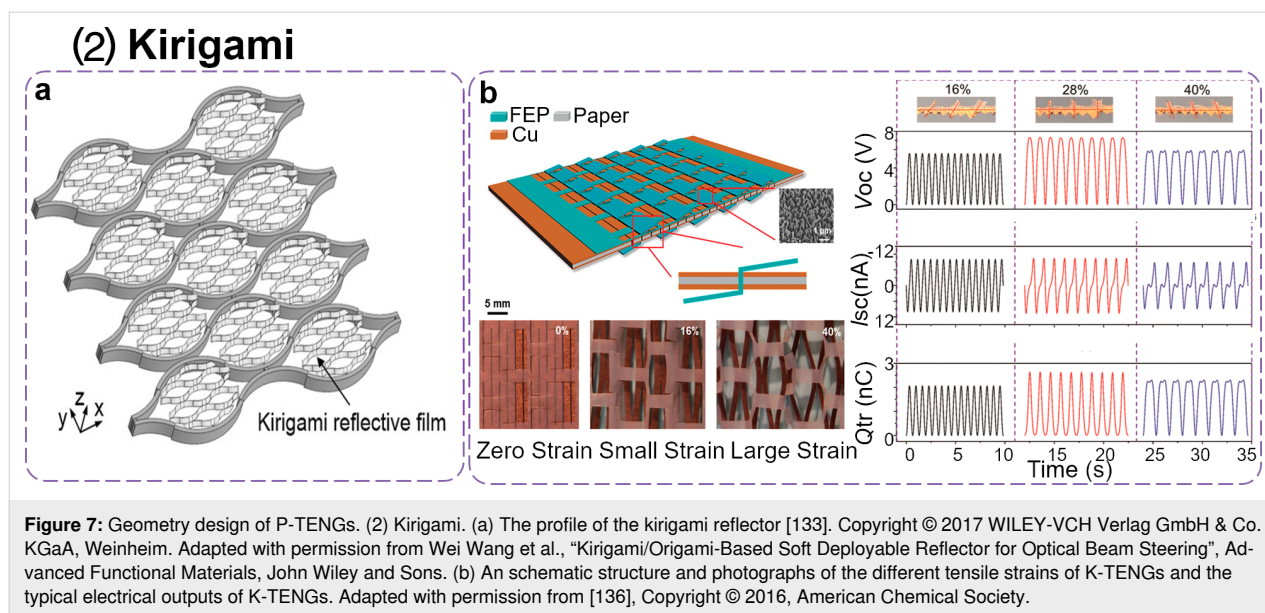 (2) Kirigami
a
z
y x
Kirigami reflective film
b
FEP Paper
Cu
1 μm
5 mm
0% 16% 40%
Zero Strain Small Strain Large Strain
16% 28% 40%
8
4
0
Voc (V)
12
0
12
Isc(nA)
3
0
Qtr (nC)
0 5 10 15 20 25 30 35
Time (s)
Figure 7: Geometry design of P-TENGs. (2) Kirigami. (a) The profile of the kirigami reflector [133]. Copyright © 2017 WILEY-VCH Verlag GmbH & Co.
KGaA, Weinheim. Adapted with permission from Wei Wang et al., “Kirigami/Origami-Based Soft Deployable Reflector for Optical Beam Steering”, Ad-
vanced Functional Materials, John Wiley and Sons. (b) An schematic structure and photographs of the different tensile strains of K-TENGs and the
typical electrical outputs of K-TENGs. Adapted with permission from [136], Copyright © 2016, American Chemical Society.